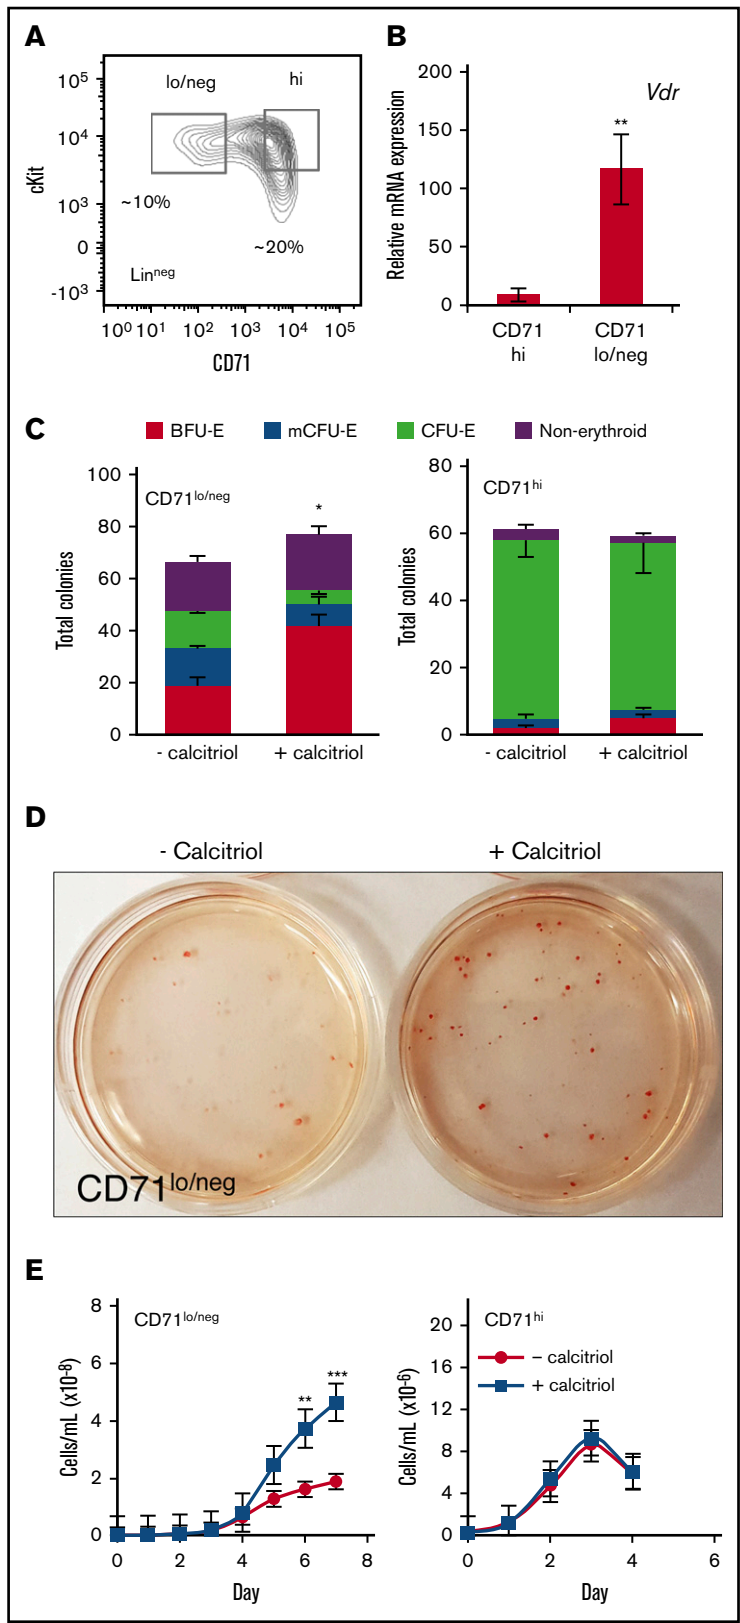 A
lo/neg
hi
10⁵
10⁴
10³
0
-10³
cKit
~10%
~20%
Linⁿᵉᵍ
10⁰ 10¹ 10² 10³ 10⁴ 10⁵
CD71
B
200
150
100
50
0
Relative mRNA expression
Vdr
**
CD71
hi
CD71
lo/neg
C
BFU-E mCFU-E CFU-E Non-erythroid
100
80
60
40
20
0
Total colonies
CD71lo/neg
*
- calcitriol + calcitriol
80
60
40
20
0
Total colonies
CD71hi
- calcitriol + calcitriol
D
- Calcitriol + Calcitriol
CD71lo/neg
E
8
6
4
2
0
Cells/mL (x10-8)
CD71lo/neg
**
***
0 2 4 6 8
Day
20
16
12
8
4
0
Cells/mL (x10-6)
CD71hi
– calcitriol
+ calcitriol
0 2 4 6
Day